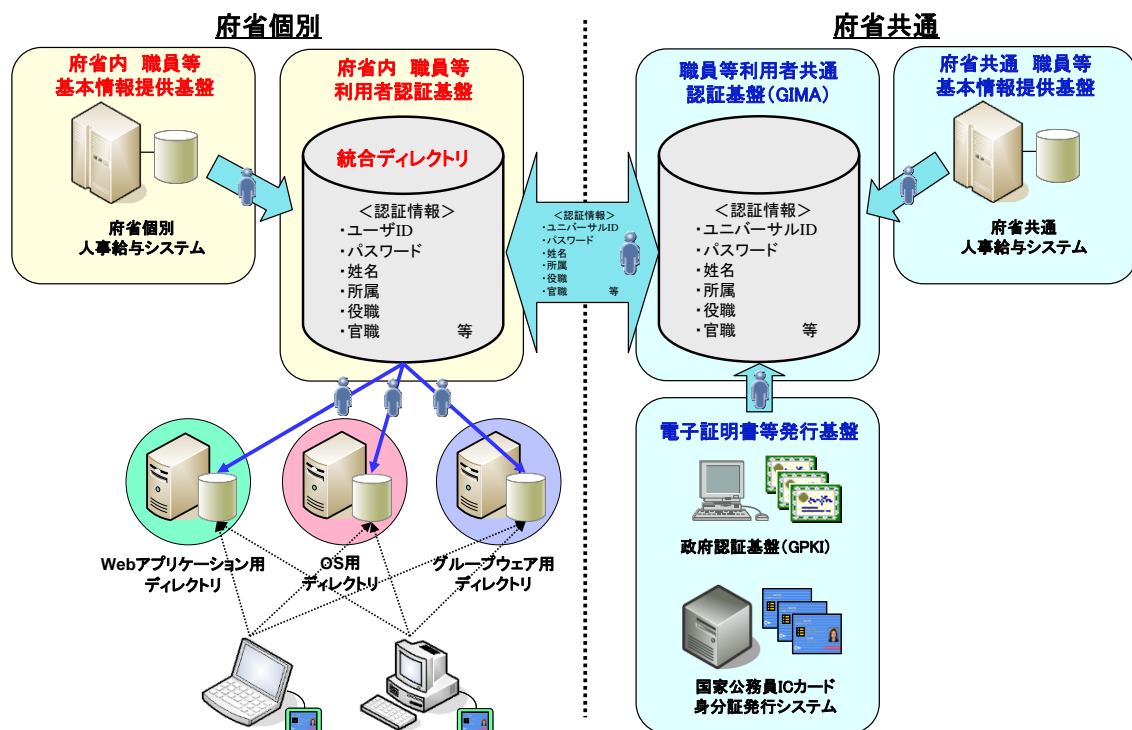 府省個別
府省共通
府省内 職員等
基本情報提供基盤
府省個別
人事給与システム
府省内 職員等
利用者認証基盤
統合ディレクトリ
＜認証情報＞
・ユーザID
・パスワード
・姓名
・所属
・役職
・官職 等
＜認証情報＞
・ユニバーサルID
・パスワード
・姓名
・所属
・役職
・官職 等
職員等利用者共通
認証基盤（GIMA）
＜認証情報＞
・ユニバーサルID
・パスワード
・姓名
・所属
・役職
・官職 等
府省共通 職員等
基本情報提供基盤
府省共通
人事給与システム
Webアプリケーション用
ディレクトリ
OS用
ディレクトリ
グループウェア用
ディレクトリ
電子証明書等発行基盤
政府認証基盤（GPKI）
国家公務員ICカード
身分証発行システム